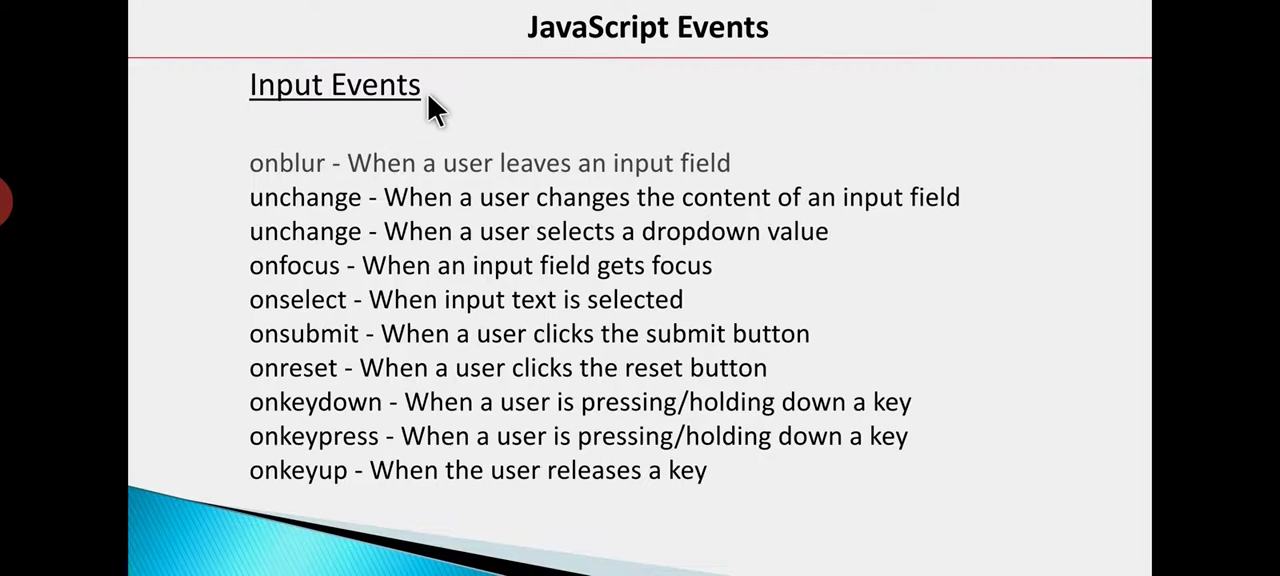 JavaScript Events
Input Events
onblur - When a user leaves an input field
unchange - When a user changes the content of an input field
unchange - When a user selects a dropdown value
onfocus - When an input field gets focus
onselect - When input text is selected
onsubmit - When a user clicks the submit button
onreset - When a user clicks the reset button
onkeydown - When a user is pressing/holding down a key
onkeypress - When a user is pressing/holding down a key
onkeyup - When the user releases a key